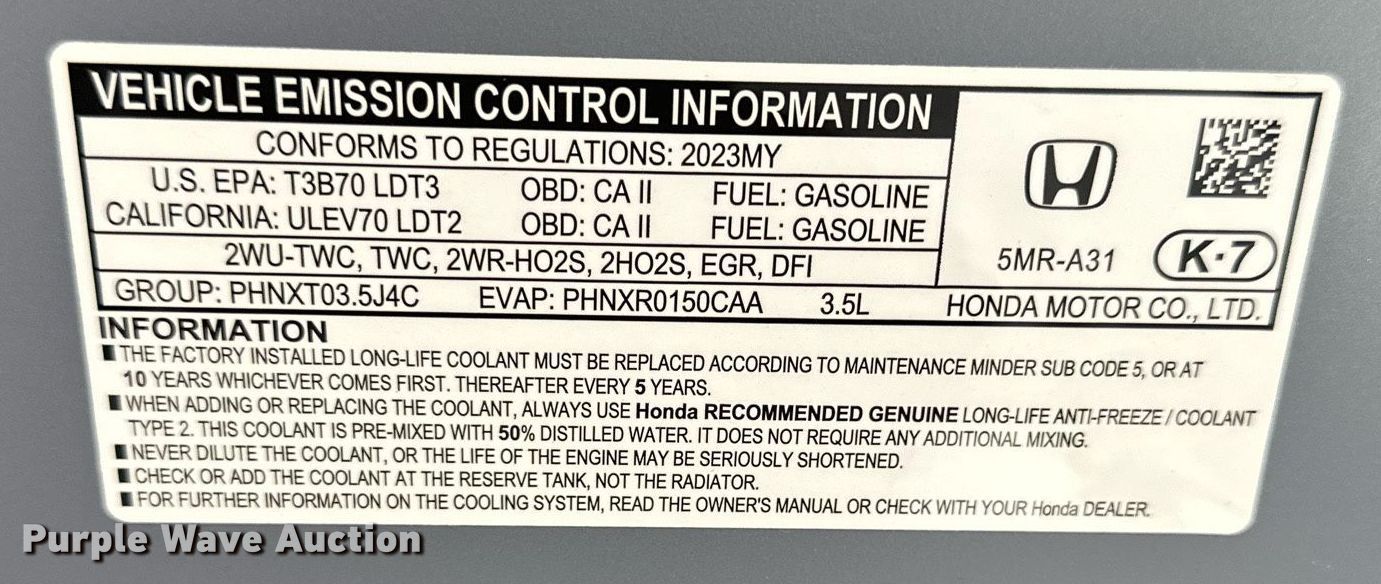 VEHICLE EMISSION CONTROL INFORMATION
CONFORMS TO REGULATIONS: 2023MY
U.S. EPA: T3B70 LDT3 OBD: CA II FUEL: GASOLINE
CALIFORNIA: ULEV70 LDT2 OBD: CA II FUEL: GASOLINE
2WU-TWC, TWC, 2WR-HO2S, 2HO2S, EGR, DFI
5MR-A31 K-7
GROUP: PHNXT03.5J4C EVAP: PHNXR0150CAA 3.5L HONDA MOTOR CO., LTD.
INFORMATION
▮ THE FACTORY INSTALLED LONG-LIFE COOLANT MUST BE REPLACED ACCORDING TO MAINTENANCE MINDER SUB CODE 5, OR AT
10 YEARS WHICHEVER COMES FIRST. THEREAFTER EVERY 5 YEARS.
▮ WHEN ADDING OR REPLACING THE COOLANT, ALWAYS USE Honda RECOMMENDED GENUINE LONG-LIFE ANTI-FREEZE / COOLANT
TYPE 2. THIS COOLANT IS PRE-MIXED WITH 50% DISTILLED WATER. IT DOES NOT REQUIRE ANY ADDITIONAL MIXING.
▮ NEVER DILUTE THE COOLANT, OR THE LIFE OF THE ENGINE MAY BE SERIOUSLY SHORTENED.
▮ CHECK OR ADD THE COOLANT AT THE RESERVE TANK, NOT THE RADIATOR.
▮ FOR FURTHER INFORMATION ON THE COOLING SYSTEM, READ THE OWNER'S MANUAL OR CHECK WITH YOUR Honda DEALER.
Purple Wave Auction